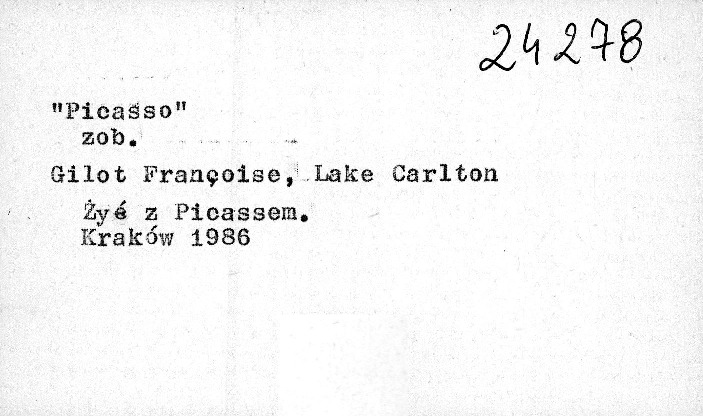 24278
"Picasso"
zob.
Gilot Françoise, Lake Carlton
Żyć z Picassem.
Kraków 1986